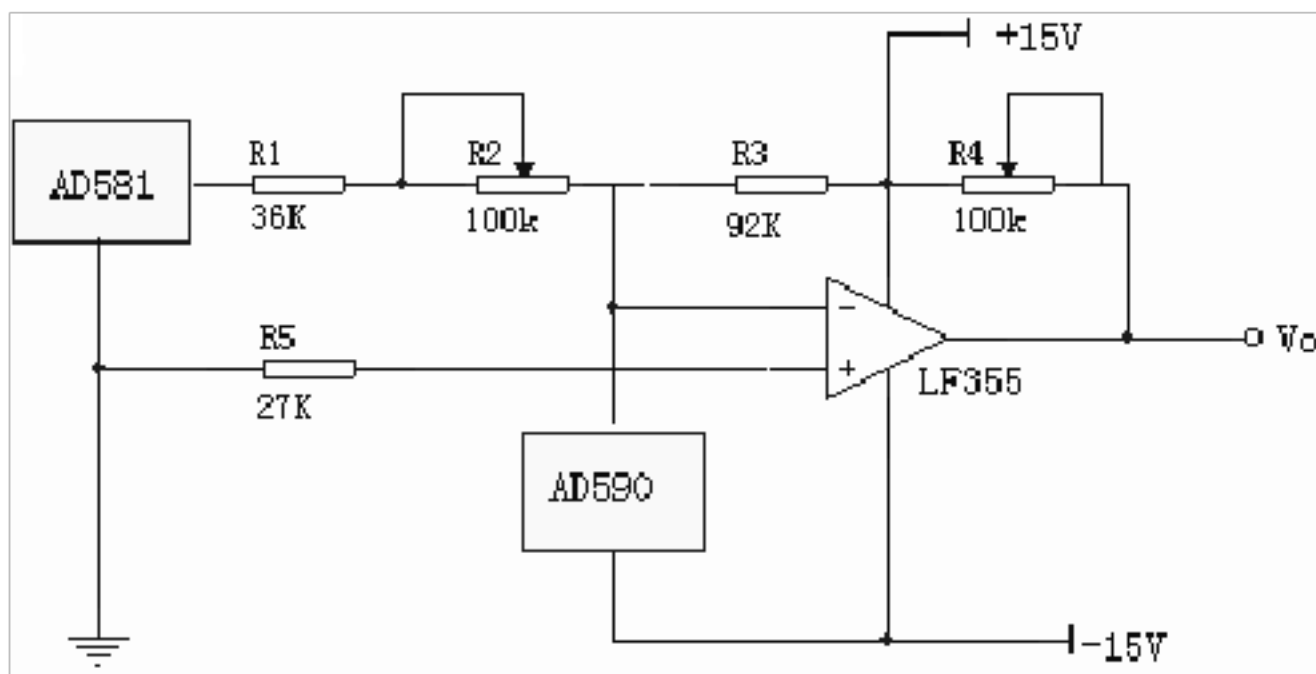 +15V
AD581
R1
R2
R3
R4
36K
100k
92K
100k
-
+
R5
27K
LF355
Vo
AD590
-15V